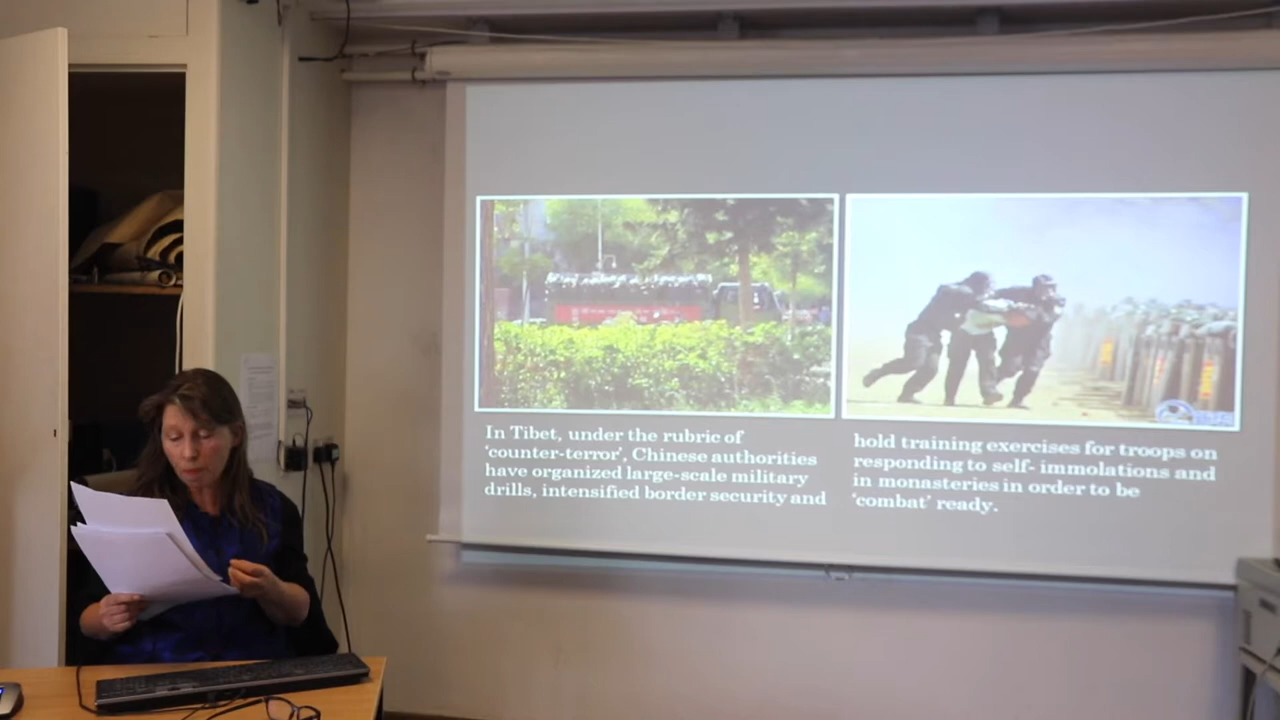 In Tibet, under the rubric of
‘counter-terror’, Chinese authorities
have organized large-scale military
drills, intensified border security and
hold training exercises for troops on
responding to self- immolations and
in monasteries in order to be
‘combat’ ready.